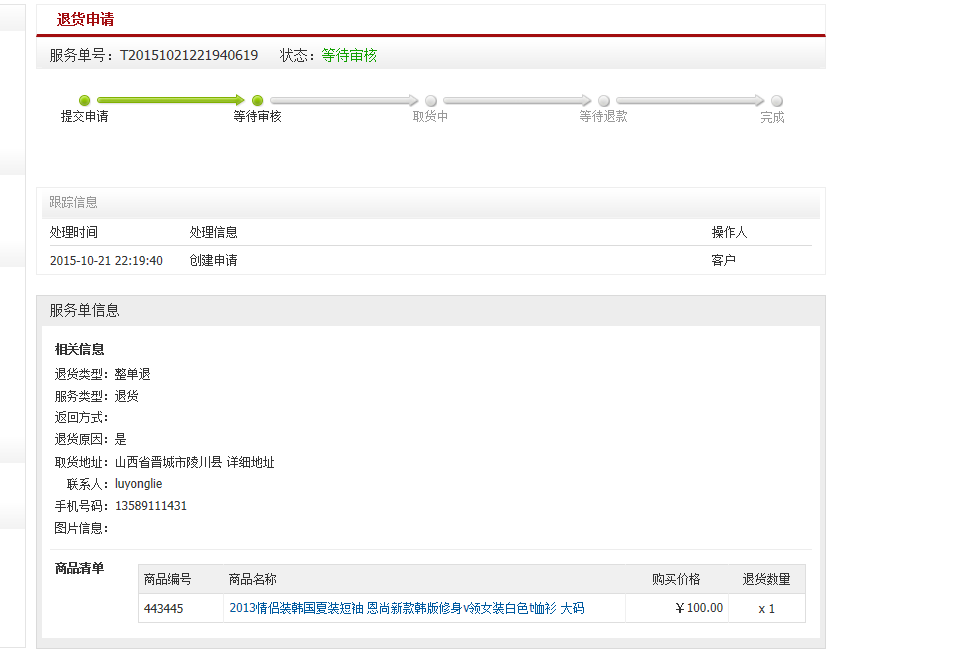 退货申请
服务单号：T20151021221940619 状态：等待审核
提交申请 等待审核 取货中 等待退款 完成
跟踪信息
处理时间 处理信息 操作人
2015-10-21 22:19:40 创建申请 客户
服务单信息
相关信息
退货类型：整单退
服务类型：退货
返回方式：
退货原因：是
取货地址：山西省晋城市陵川县 详细地址
联系人：luyonglie
手机号码：13589111431
图片信息：
商品清单
商品编号 商品名称 购买价格 退货数量
443445 2013情侣装韩国夏装短袖 恩尚新款韩版修身v领女装白色t恤衫 大码 ￥100.00 x 1